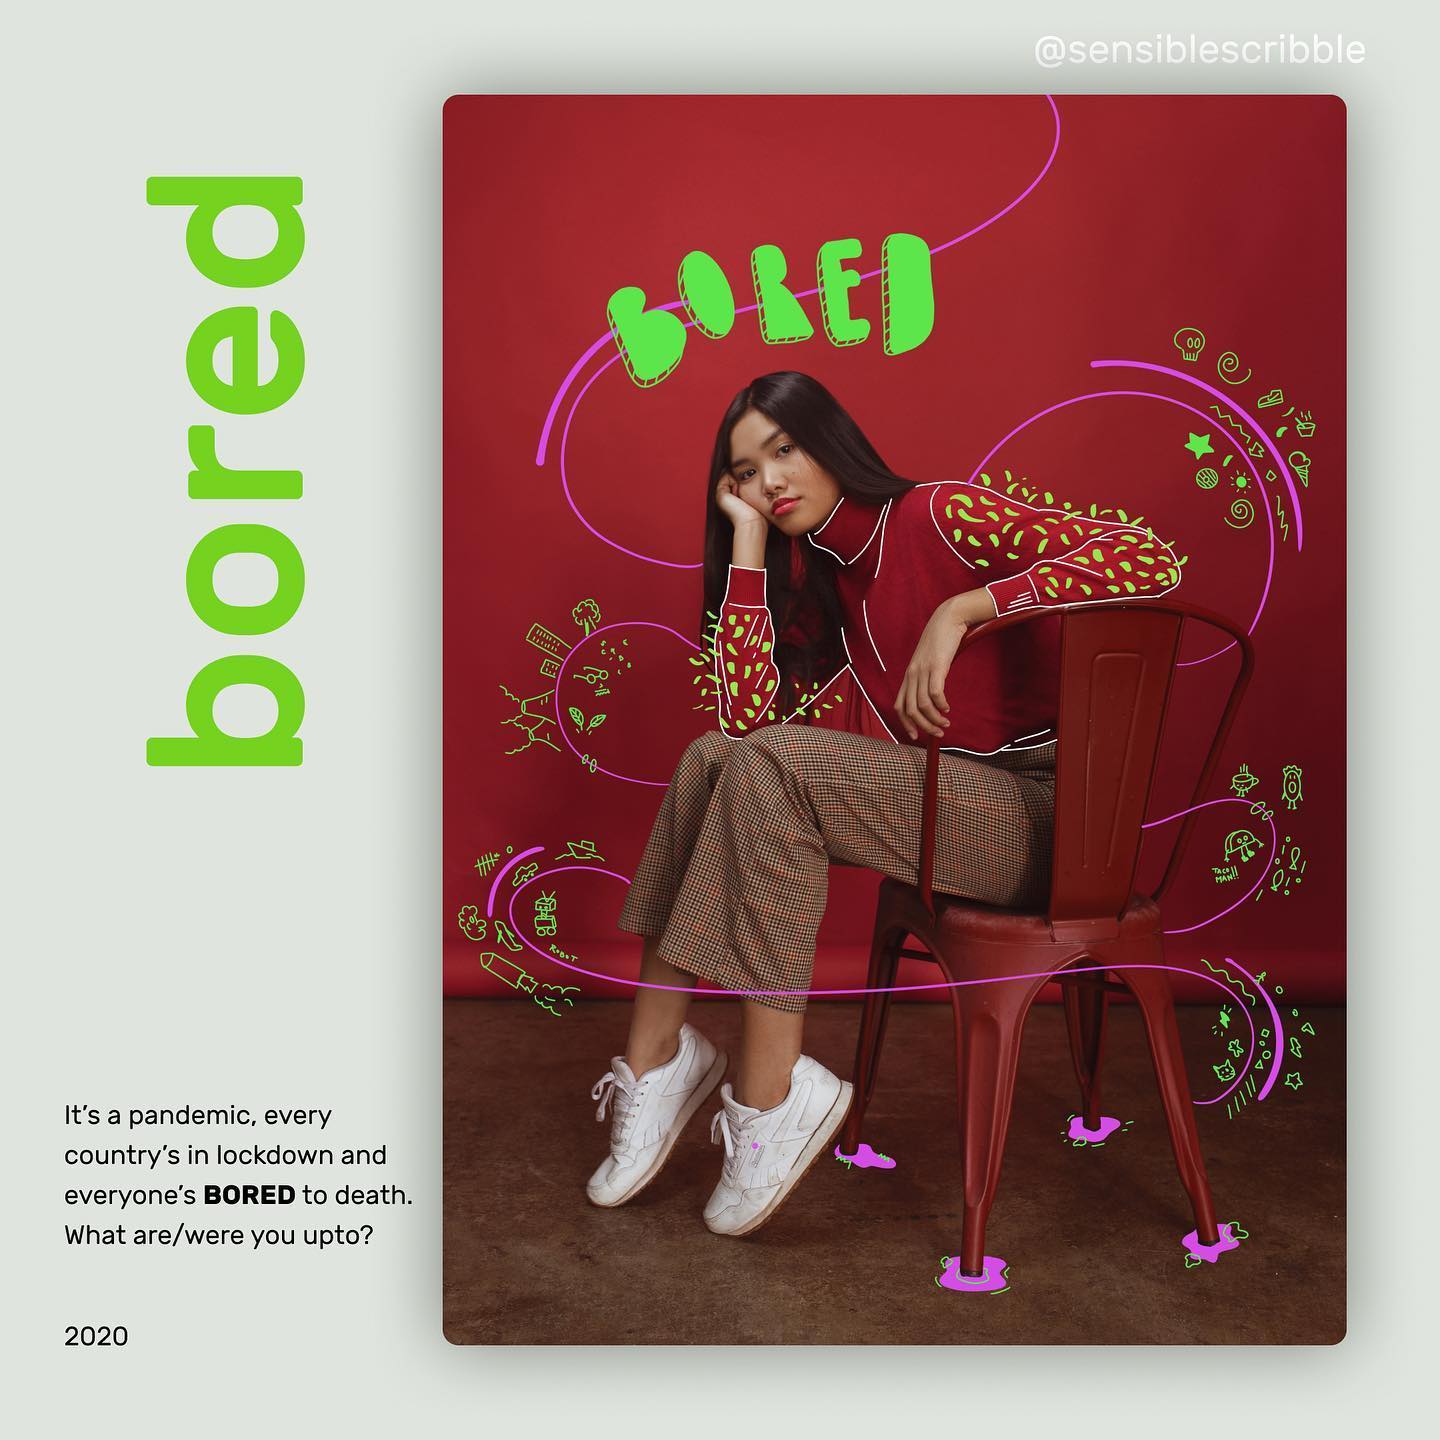 @sensiblescribble
bored
BORED
TACO
MAN!!
ROBOT
It’s a pandemic, every
country’s in lockdown and
everyone’s BORED to death.
What are/were you upto?
2020